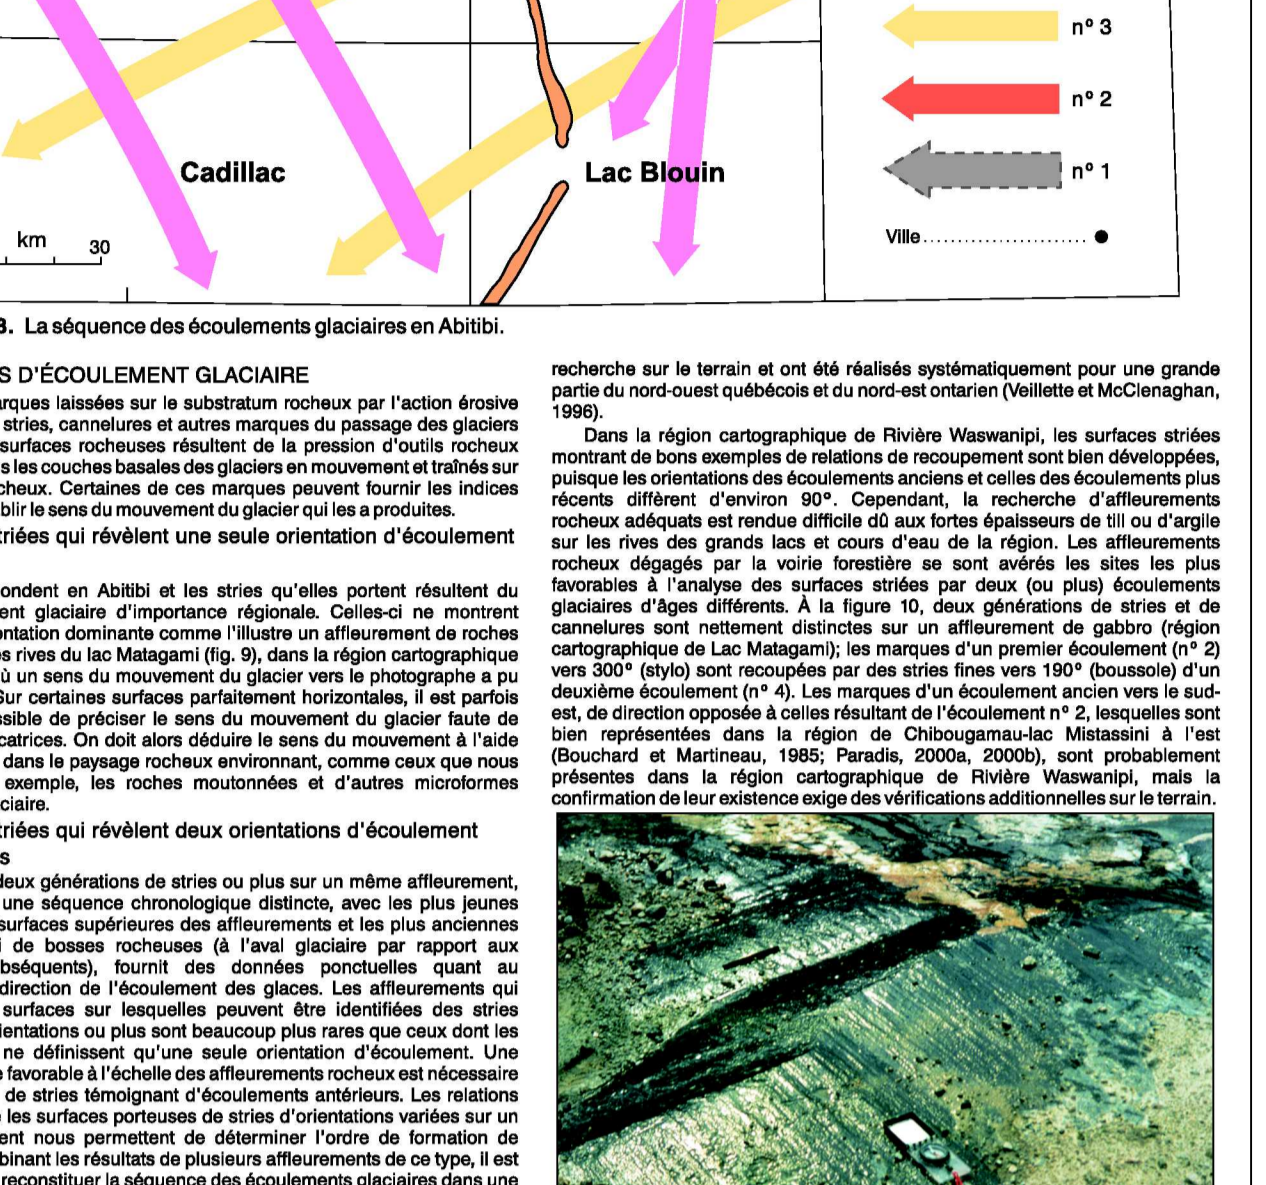 nº 3
nº 2
nº 1
Ville
Cadillac
Lac Blouin
km 30
3. La séquence des écoulements glaciaires en Abitibi.
S D'ÉCOULEMENT GLACIAIRE
arques laissées sur le substratum rocheux par l'action érosive
stries, cannelures et autres marques du passage des glaciers
surfaces rocheuses résultent de la pression d'outils rocheux
s les couches basales des glaciers en mouvement et traînés sur
cheux. Certaines de ces marques peuvent fournir les indices
blir le sens du mouvement du glacier qui les a produites.
triées qui révèlent une seule orientation d'écoulement
ondent en Abitibi et les stries qu'elles portent résultent du
ent glaciaire d'importance régionale. Celles-ci ne montrent
entation dominante comme l'illustre un affleurement de roches
es rives du lac Matagami (fig. 9), dans la région cartographique
ù un sens du mouvement du glacier vers le photographe a pu
Sur certaines surfaces parfaitement horizontales, il est parfois
ssible de préciser le sens du mouvement du glacier faute de
catrices. On doit alors déduire le sens du mouvement à l'aide
dans le paysage rocheux environnant, comme ceux que nous
exemple, les roches moutonnées et d'autres microformes
ciaire.
triées qui révèlent deux orientations d'écoulement
s
deux générations de stries ou plus sur un même affleurement,
une séquence chronologique distincte, avec les plus jeunes
surfaces supérieures des affleurements et les plus anciennes
i de bosses rocheuses (à l'aval glaciaire par rapport aux
bséquents), fournit des données ponctuelles quant au
direction de l'écoulement des glaces. Les affleurements qui
surfaces sur lesquelles peuvent être identifiées des stries
ientations ou plus sont beaucoup plus rares que ceux dont les
ne définissent qu'une seule orientation d'écoulement. Une
e favorable à l'échelle des affleurements rocheux est nécessaire
de stries témoignant d'écoulements antérieurs. Les relations
les surfaces porteuses de stries d'orientations variées sur un
ent nous permettent de déterminer l'ordre de formation de
binant les résultats de plusieurs affleurements de ce type, il est
reconstituer la séquence des écoulements glaciaires dans une
recherche sur le terrain et ont été réalisés systématiquement pour une grande
partie du nord-ouest québécois et du nord-est ontarien (Veillette et McClenaghan,
1996).
Dans la région cartographique de Rivière Waswanipi, les surfaces striées
montrant de bons exemples de relations de recoupement sont bien développées,
puisque les orientations des écoulements anciens et celles des écoulements plus
récents diffèrent d'environ 90°. Cependant, la recherche d'affleurements
rocheux adéquats est rendue difficile dû aux fortes épaisseurs de till ou d'argile
sur les rives des grands lacs et cours d'eau de la région. Les affleurements
rocheux dégagés par la voirie forestière se sont avérés les sites les plus
favorables à l'analyse des surfaces striées par deux (ou plus) écoulements
glaciaires d'âges différents. À la figure 10, deux générations de stries et de
cannelures sont nettement distinctes sur un affleurement de gabbro (région
cartographique de Lac Matagami); les marques d'un premier écoulement (nº 2)
vers 300° (stylo) sont recoupées par des stries fines vers 190° (boussole) d'un
deuxième écoulement (nº 4). Les marques d'un écoulement ancien vers le sud-
est, de direction opposée à celles résultant de l'écoulement nº 2, lesquelles sont
bien représentées dans la région de Chibougamau-lac Mistassini à l'est
(Bouchard et Martineau, 1985; Paradis, 2000a, 2000b), sont probablement
présentes dans la région cartographique de Rivière Waswanipi, mais la
confirmation de leur existence exige des vérifications additionnelles sur le terrain.